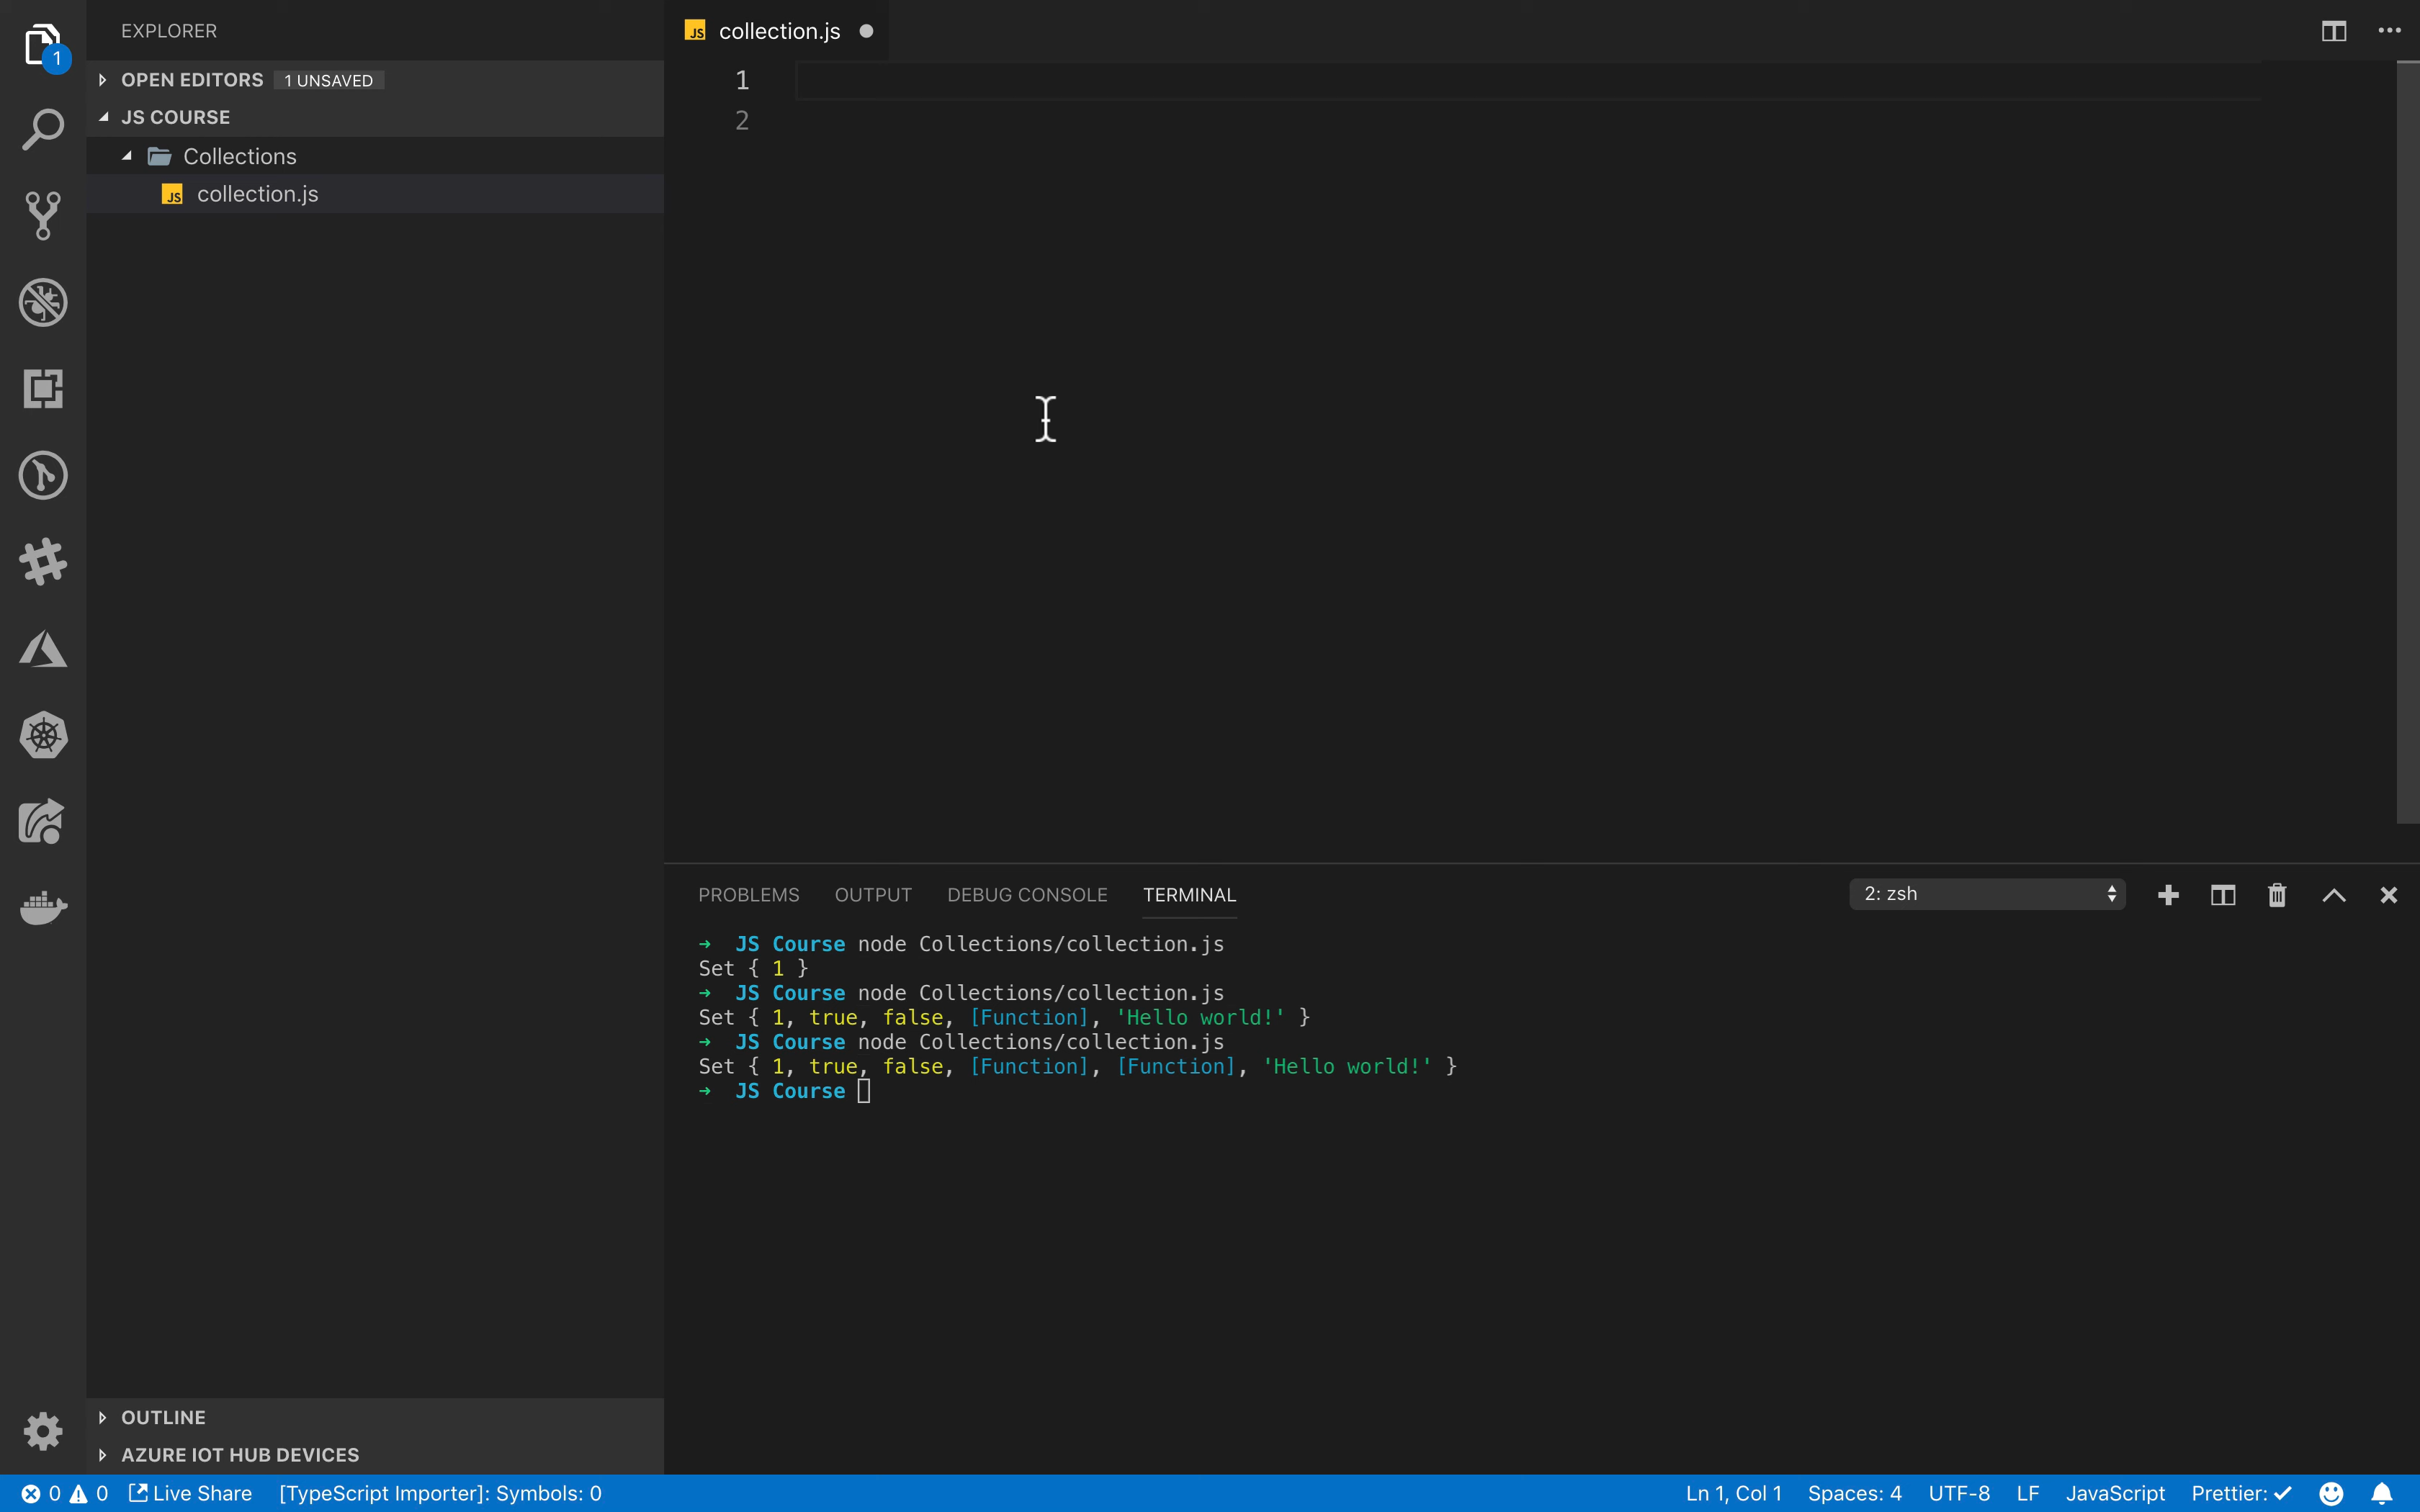 EXPLORER
1
OPEN EDITORS 1 UNSAVED
JS COURSE
Collections
JS collection.js
OUTLINE
AZURE IOT HUB DEVICES
JS collection.js
1
2
PROBLEMS OUTPUT DEBUG CONSOLE TERMINAL 2: zsh
→ JS Course node Collections/collection.js
Set { 1 }
→ JS Course node Collections/collection.js
Set { 1, true, false, [Function], 'Hello world!' }
→ JS Course node Collections/collection.js
Set { 1, true, false, [Function], [Function], 'Hello world!' }
→ JS Course
0 0 Live Share [TypeScript Importer]: Symbols: 0 Ln 1, Col 1 Spaces: 4 UTF-8 LF JavaScript Prettier: ✓